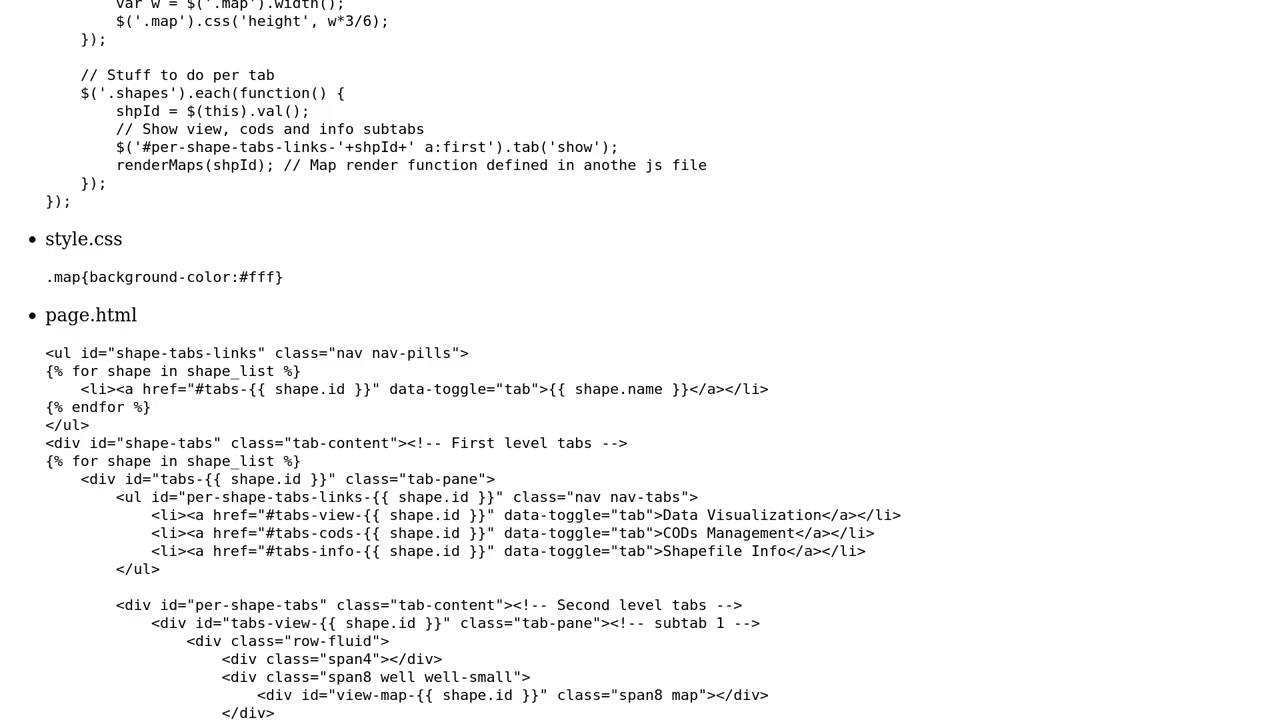 var w = $('.map').width();
$('.map').css('height', w*3/6);
});
// Stuff to do per tab
$('.shapes').each(function() {
shpId = $(this).val();
// Show view, cods and info subtabs
$('#per-shape-tabs-links-'+shpId+' a:first').tab('show');
renderMaps(shpId); // Map render function defined in anothe js file
});
});
• style.css
.map{background-color:#fff}
• page.html
<ul id="shape-tabs-links" class="nav nav-pills">
{% for shape in shape_list %}
<li><a href="#tabs-{{ shape.id }}" data-toggle="tab">{{ shape.name }}</a></li>
{% endfor %}
</ul>
<div id="shape-tabs" class="tab-content"><!-- First level tabs -->
{% for shape in shape_list %}
<div id="tabs-{{ shape.id }}" class="tab-pane">
<ul id="per-shape-tabs-links-{{ shape.id }}" class="nav nav-tabs">
<li><a href="#tabs-view-{{ shape.id }}" data-toggle="tab">Data Visualization</a></li>
<li><a href="#tabs-cods-{{ shape.id }}" data-toggle="tab">CODs Management</a></li>
<li><a href="#tabs-info-{{ shape.id }}" data-toggle="tab">Shapefile Info</a></li>
</ul>
<div id="per-shape-tabs" class="tab-content"><!-- Second level tabs -->
<div id="tabs-view-{{ shape.id }}" class="tab-pane"><!-- subtab 1 -->
<div class="row-fluid">
<div class="span4"></div>
<div class="span8 well well-small">
<div id="view-map-{{ shape.id }}" class="span8 map"></div>
</div>